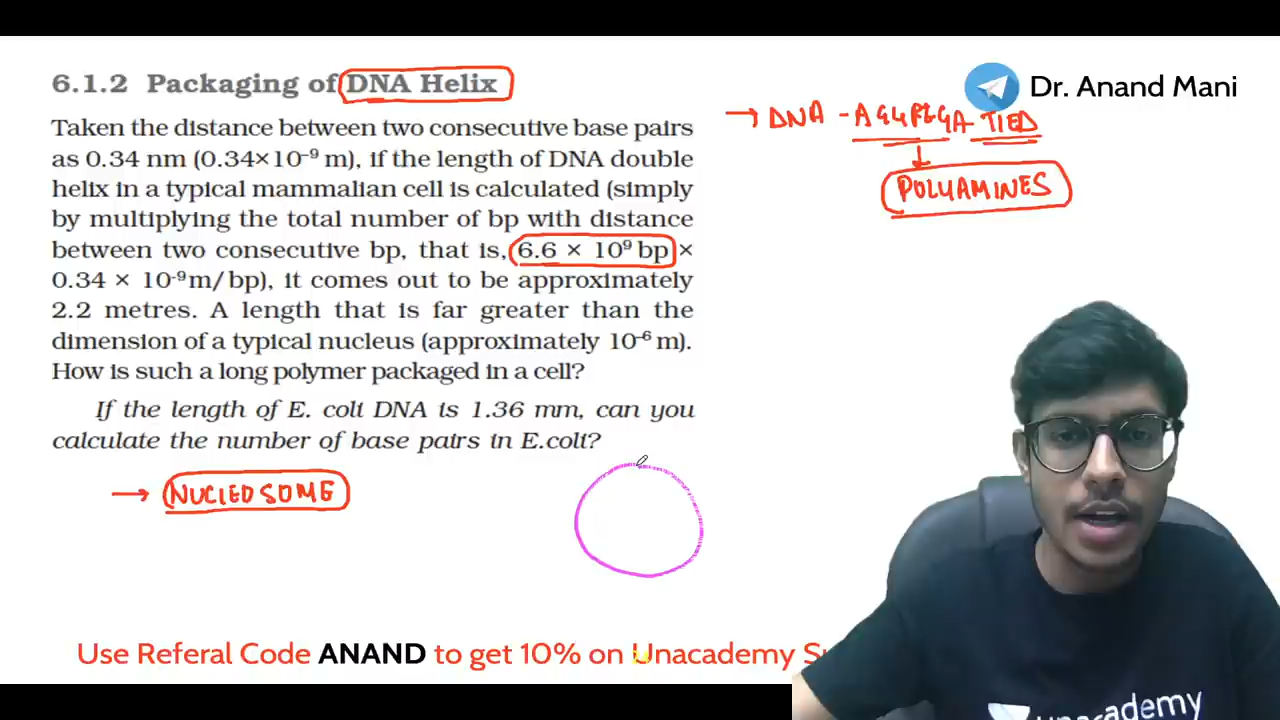 6.1.2 Packaging of DNA Helix
Taken the distance between two consecutive base pairs
as 0.34 nm (0.34×10⁻⁹ m), if the length of DNA double
helix in a typical mammalian cell is calculated (simply
by multiplying the total number of bp with distance
between two consecutive bp, that is, 6.6 × 10⁹ bp ×
0.34 × 10⁻⁹m/bp), it comes out to be approximately
2.2 metres. A length that is far greater than the
dimension of a typical nucleus (approximately 10⁻⁶ m).
How is such a long polymer packaged in a cell?
If the length of E. coli DNA is 1.36 mm, can you
calculate the number of base pairs in E.coli?
→ NUCLEOSOME
Dr. Anand Mani
→ DNA - TIED
POLYAMINES
Use Referal Code ANAND to get 10% on Unacademy
unacademy